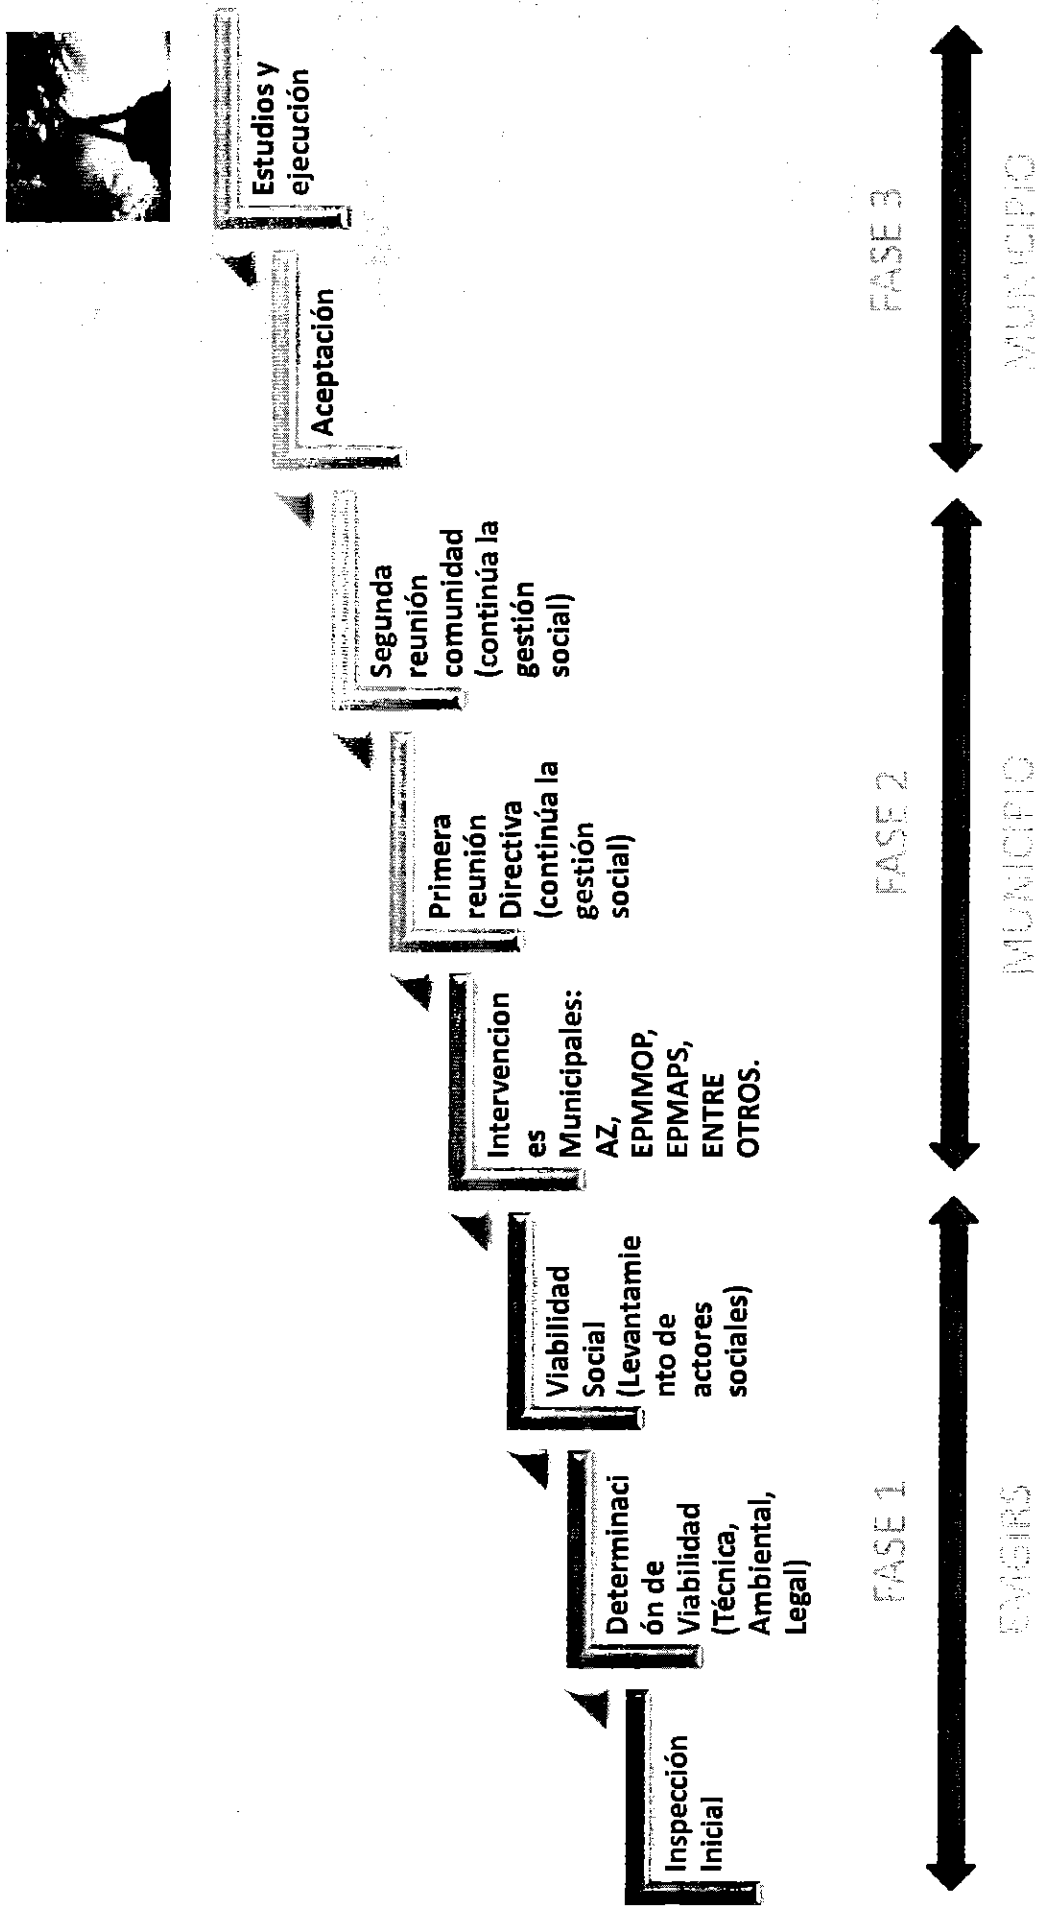 Inspección
Inicial
Determinaci
ón de
Viabilidad
(Técnica,
Ambiental,
Legal)
Viabilidad
Social
(Levantamie
nto de
actores
sociales)
Intervencion
es
Municipales:
AZ,
EPMMOP,
EPMAPS,
ENTRE
OTROS.
Primera
reunión
Directiva
(continúa la
gestión
social)
Segunda
reunión
comunidad
(continúa la
gestión
social)
Aceptación
Estudios y
ejecución
FASE 1
FASE 2
FASE 3
EMGIRS
MUNICIPIO
MUNICIPIO